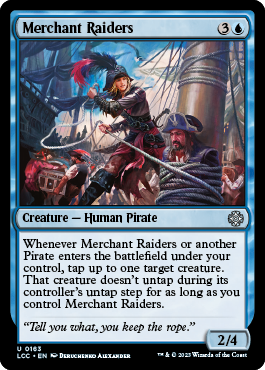 Merchant Raiders 3
Creature — Human Pirate
Whenever Merchant Raiders or another
Pirate enters the battlefield under your
control, tap up to one target creature.
That creature doesn't untap during its
controller's untap step for as long as you
control Merchant Raiders.
“Tell you what, you keep the rope.”
2/4
U 0163
LCC • EN Deruchenko Alexander
™ & © 2023 Wizards of the Coast